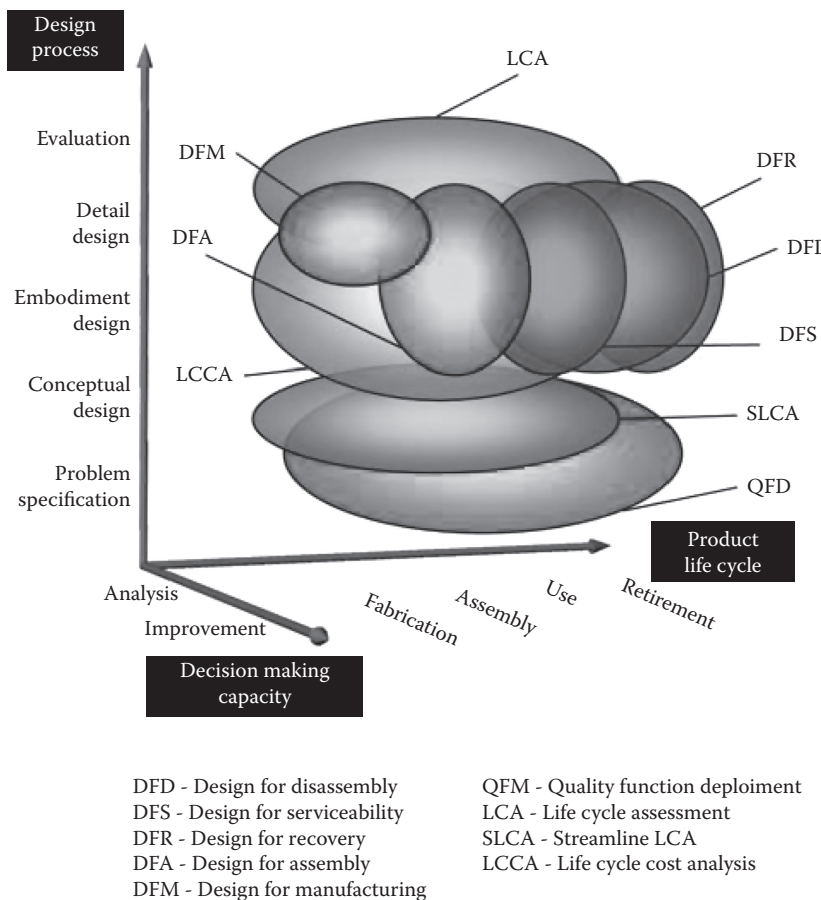 Design
process
LCA
Evaluation
DFM
DFR
Detail
design
DFA
DFD
Embodiment
design
DFS
LCCA
Conceptual
design
SLCA
Problem
specification
QFD
Product
life cycle
Analysis
Improvement
Fabrication
Assembly
Use
Retirement
Decision making
capacity
DFD - Design for disassembly
DFS - Design for serviceability
DFR - Design for recovery
DFA - Design for assembly
DFM - Design for manufacturing
QFM - Quality function deploiment
LCA - Life cycle assessment
SLCA - Streamline LCA
LCCA - Life cycle cost analysis